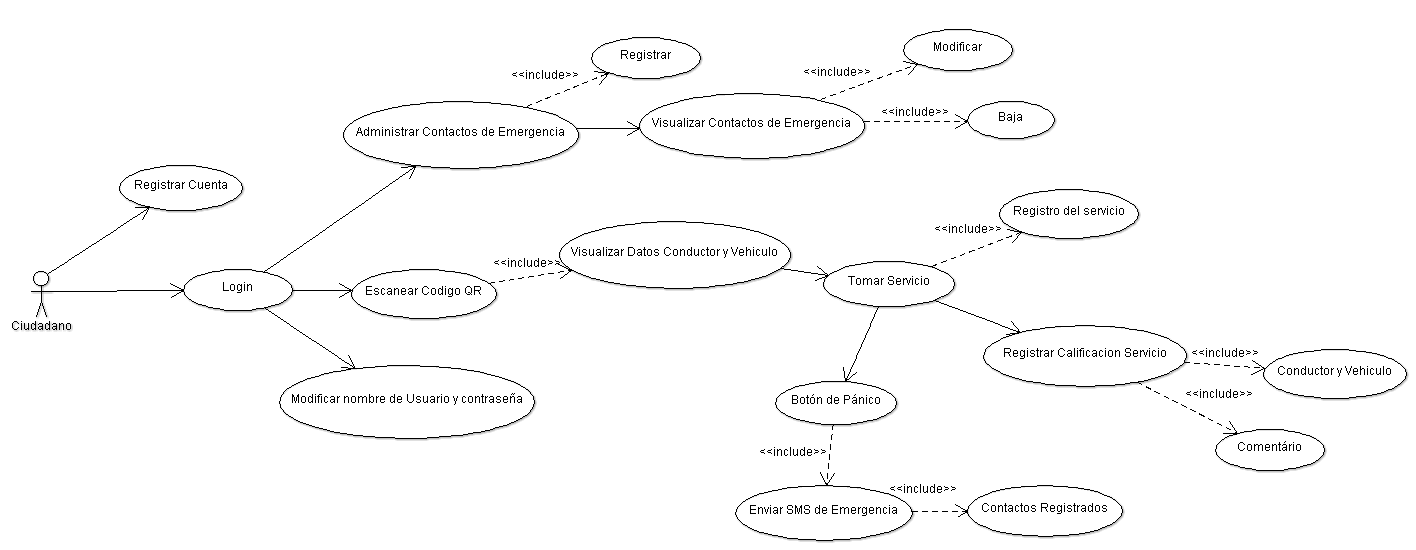 Registrar
Modificar
<<include>>
<<include>>
Administrar Contactos de Emergencia
Visualizar Contactos de Emergencia
<<include>>
Baja
Registrar Cuenta
Registro del servicio
<<include>>
Visualizar Datos Conductor y Vehiculo
<<include>>
Login
Escanear Codigo QR
Tomar Servicio
Ciudadano
Registrar Calificacion Servicio
<<include>>
Conductor y Vehiculo
Modificar nombre de Usuario y contraseña
Botón de Pánico
<<include>>
Comentário
<<include>>
<<include>>
Enviar SMS de Emergencia
Contactos Registrados